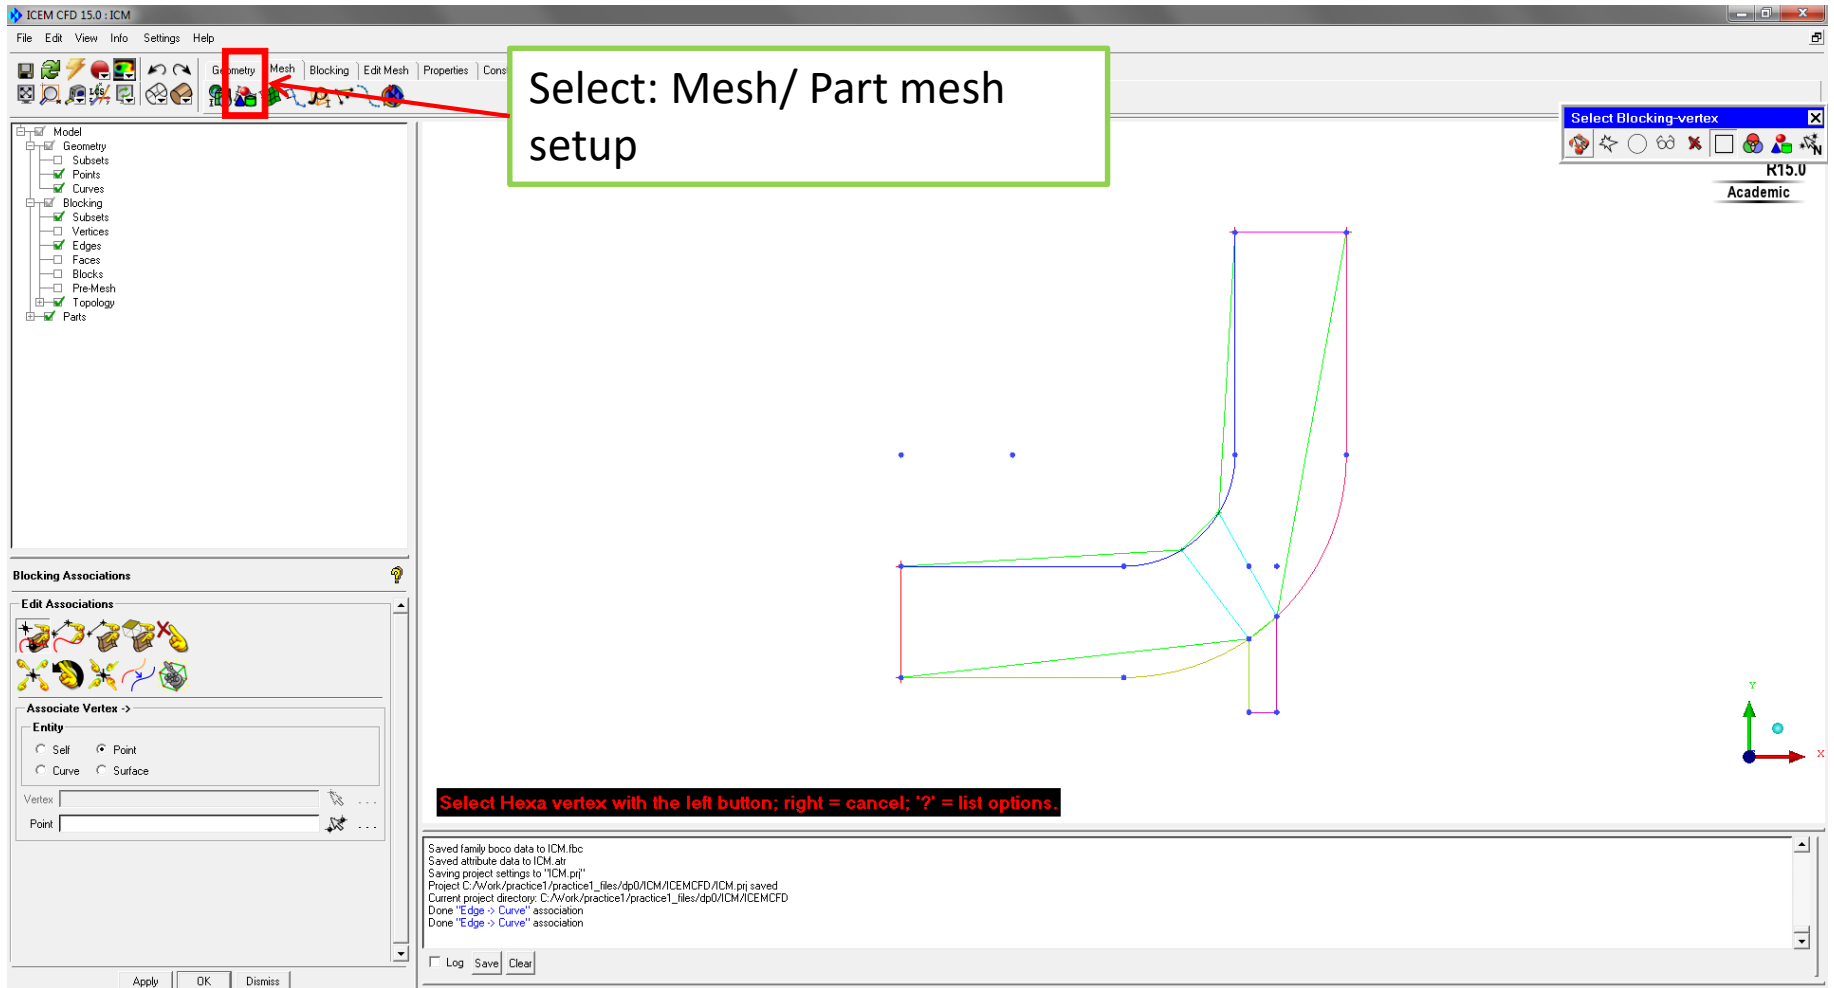 ICEM CFD 15.0 : ICM
File Edit View Info Settings Help
Geometry Mesh Blocking Edit Mesh Properties Cons
Select: Mesh/ Part mesh
setup
Select Blocking-vertex
R15.0
Academic
Model
Geometry
Subsets
Points
Curves
Blocking
Subsets
Vertices
Edges
Faces
Blocks
Pre-Mesh
Topology
Parts
Blocking Associations
Edit Associations
Associate Vertex ->
Entity
Self Point
Curve Surface
Vertex
Point
Apply OK Dismiss
Y
X
Select Hexa vertex with the left button; right = cancel; '?' = list options.
Saved family boco data to ICM.fbc
Saved attribute data to ICM.atr
Saving project settings to "ICM.prj"
Project C:/Work/practice1/practice1_files/dp0/ICM/ICEMCFD/ICM.prj saved
Current project directory: C:/Work/practice1/practice1_files/dp0/ICM/ICEMCFD
Done "Edge -> Curve" association
Done "Edge -> Curve" association
Log Save Clear